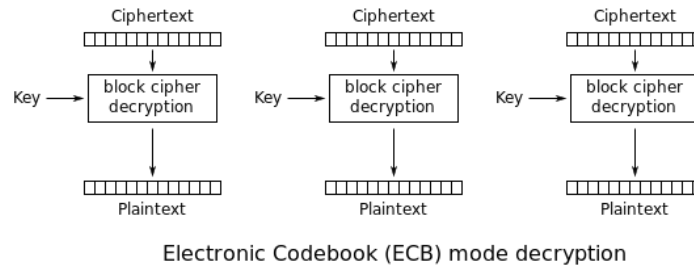 Ciphertext Ciphertext Ciphertext
Key block cipher decryption Key block cipher decryption Key block cipher decryption
Plaintext Plaintext Plaintext
Electronic Codebook (ECB) mode decryption